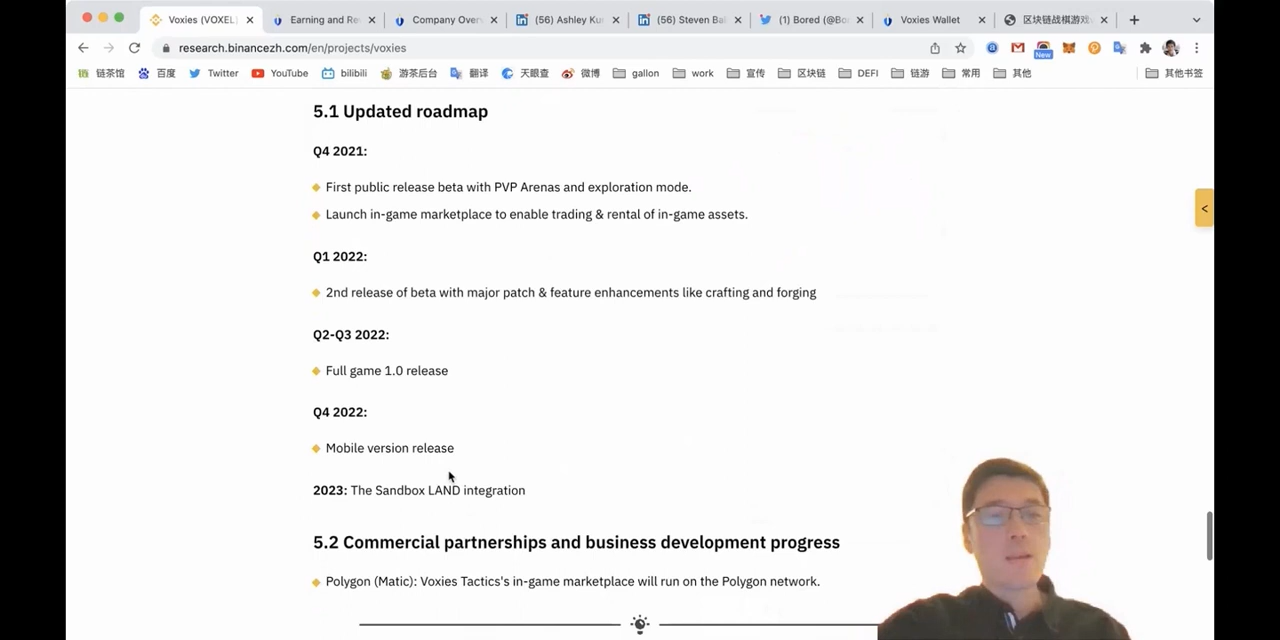 Voxies (VOXEL)
Earning and Re
Company Over
(56) Ashley Ku
(56) Steven Ba
(1) Bored (@Bo
Voxies Wallet
区块链战棋游戏
research.binancezh.com/en/projects/voxies
New
链茶馆
百度
Twitter
YouTube
bilibili
游茶后台
翻译
天眼查
微博
gallon
work
宣传
区块链
DEFI
链游
常用
其他
其他书签
5.1 Updated roadmap
Q4 2021:
First public release beta with PVP Arenas and exploration mode.
Launch in-game marketplace to enable trading & rental of in-game assets.
Q1 2022:
2nd release of beta with major patch & feature enhancements like crafting and forging
Q2-Q3 2022:
Full game 1.0 release
Q4 2022:
Mobile version release
2023: The Sandbox LAND integration
5.2 Commercial partnerships and business development progress
Polygon (Matic): Voxies Tactics's in-game marketplace will run on the Polygon network.